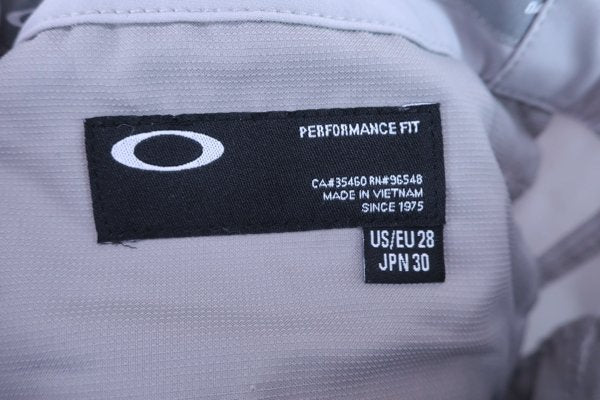 PERFORMANCE FIT
CA#35460 RN#96548
MADE IN VIETNAM
SINCE 1975
US/EU 28
JPN 30